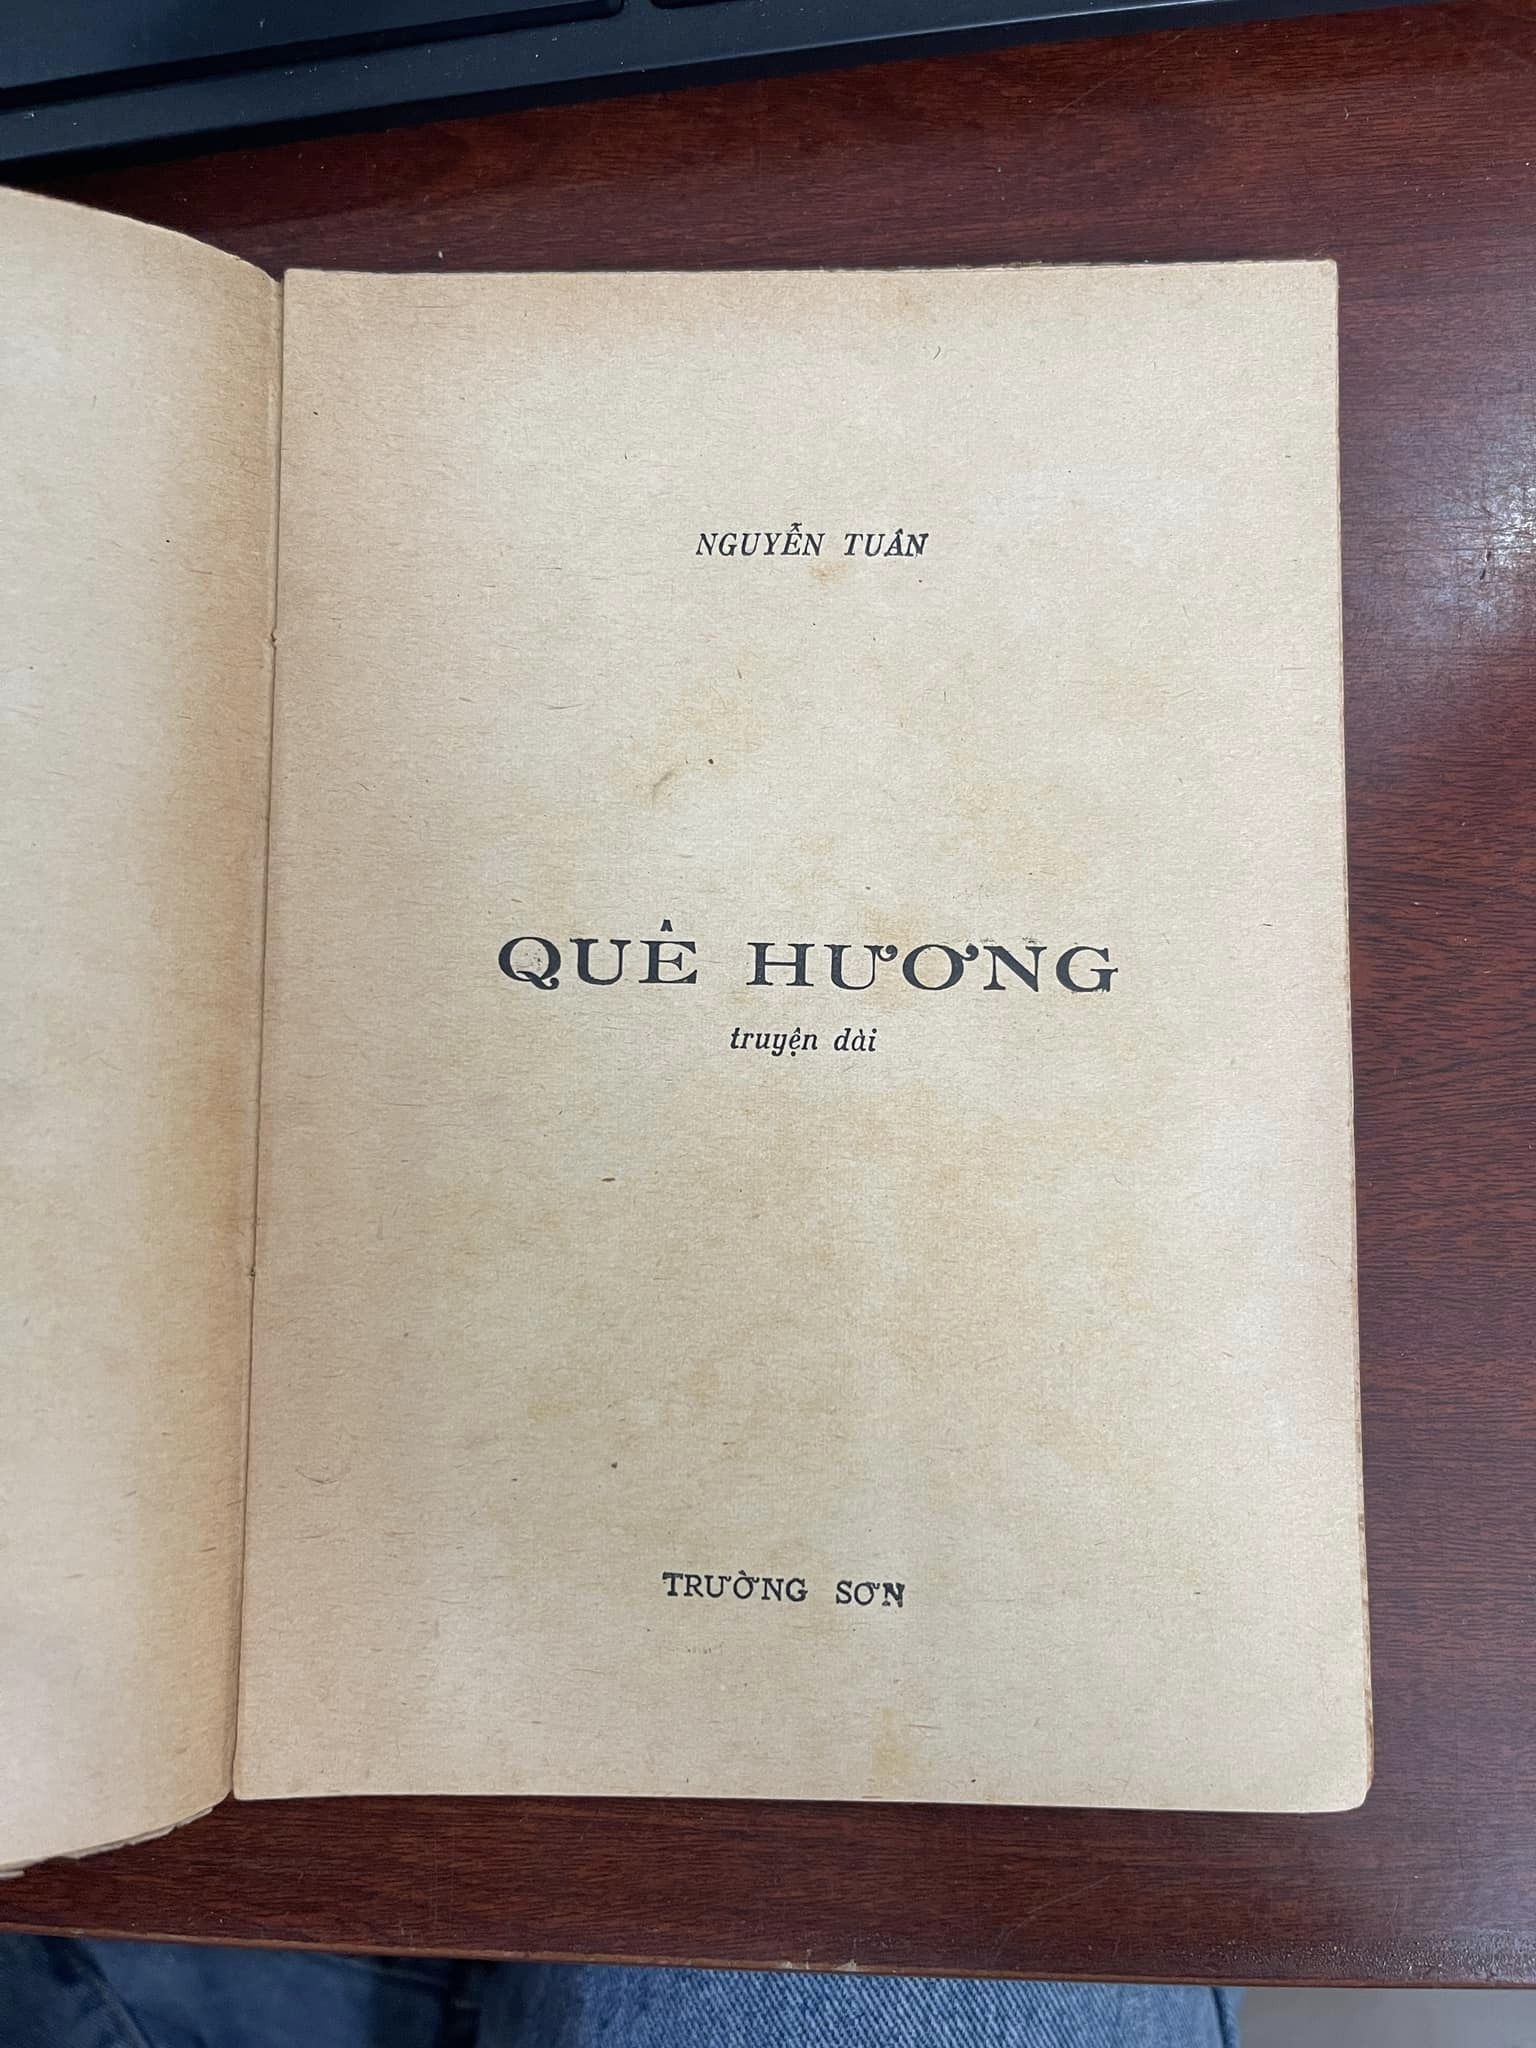 NGUYỄN TUÂN
QUÊ HƯƠNG
truyện dài
TRƯỜNG SƠN